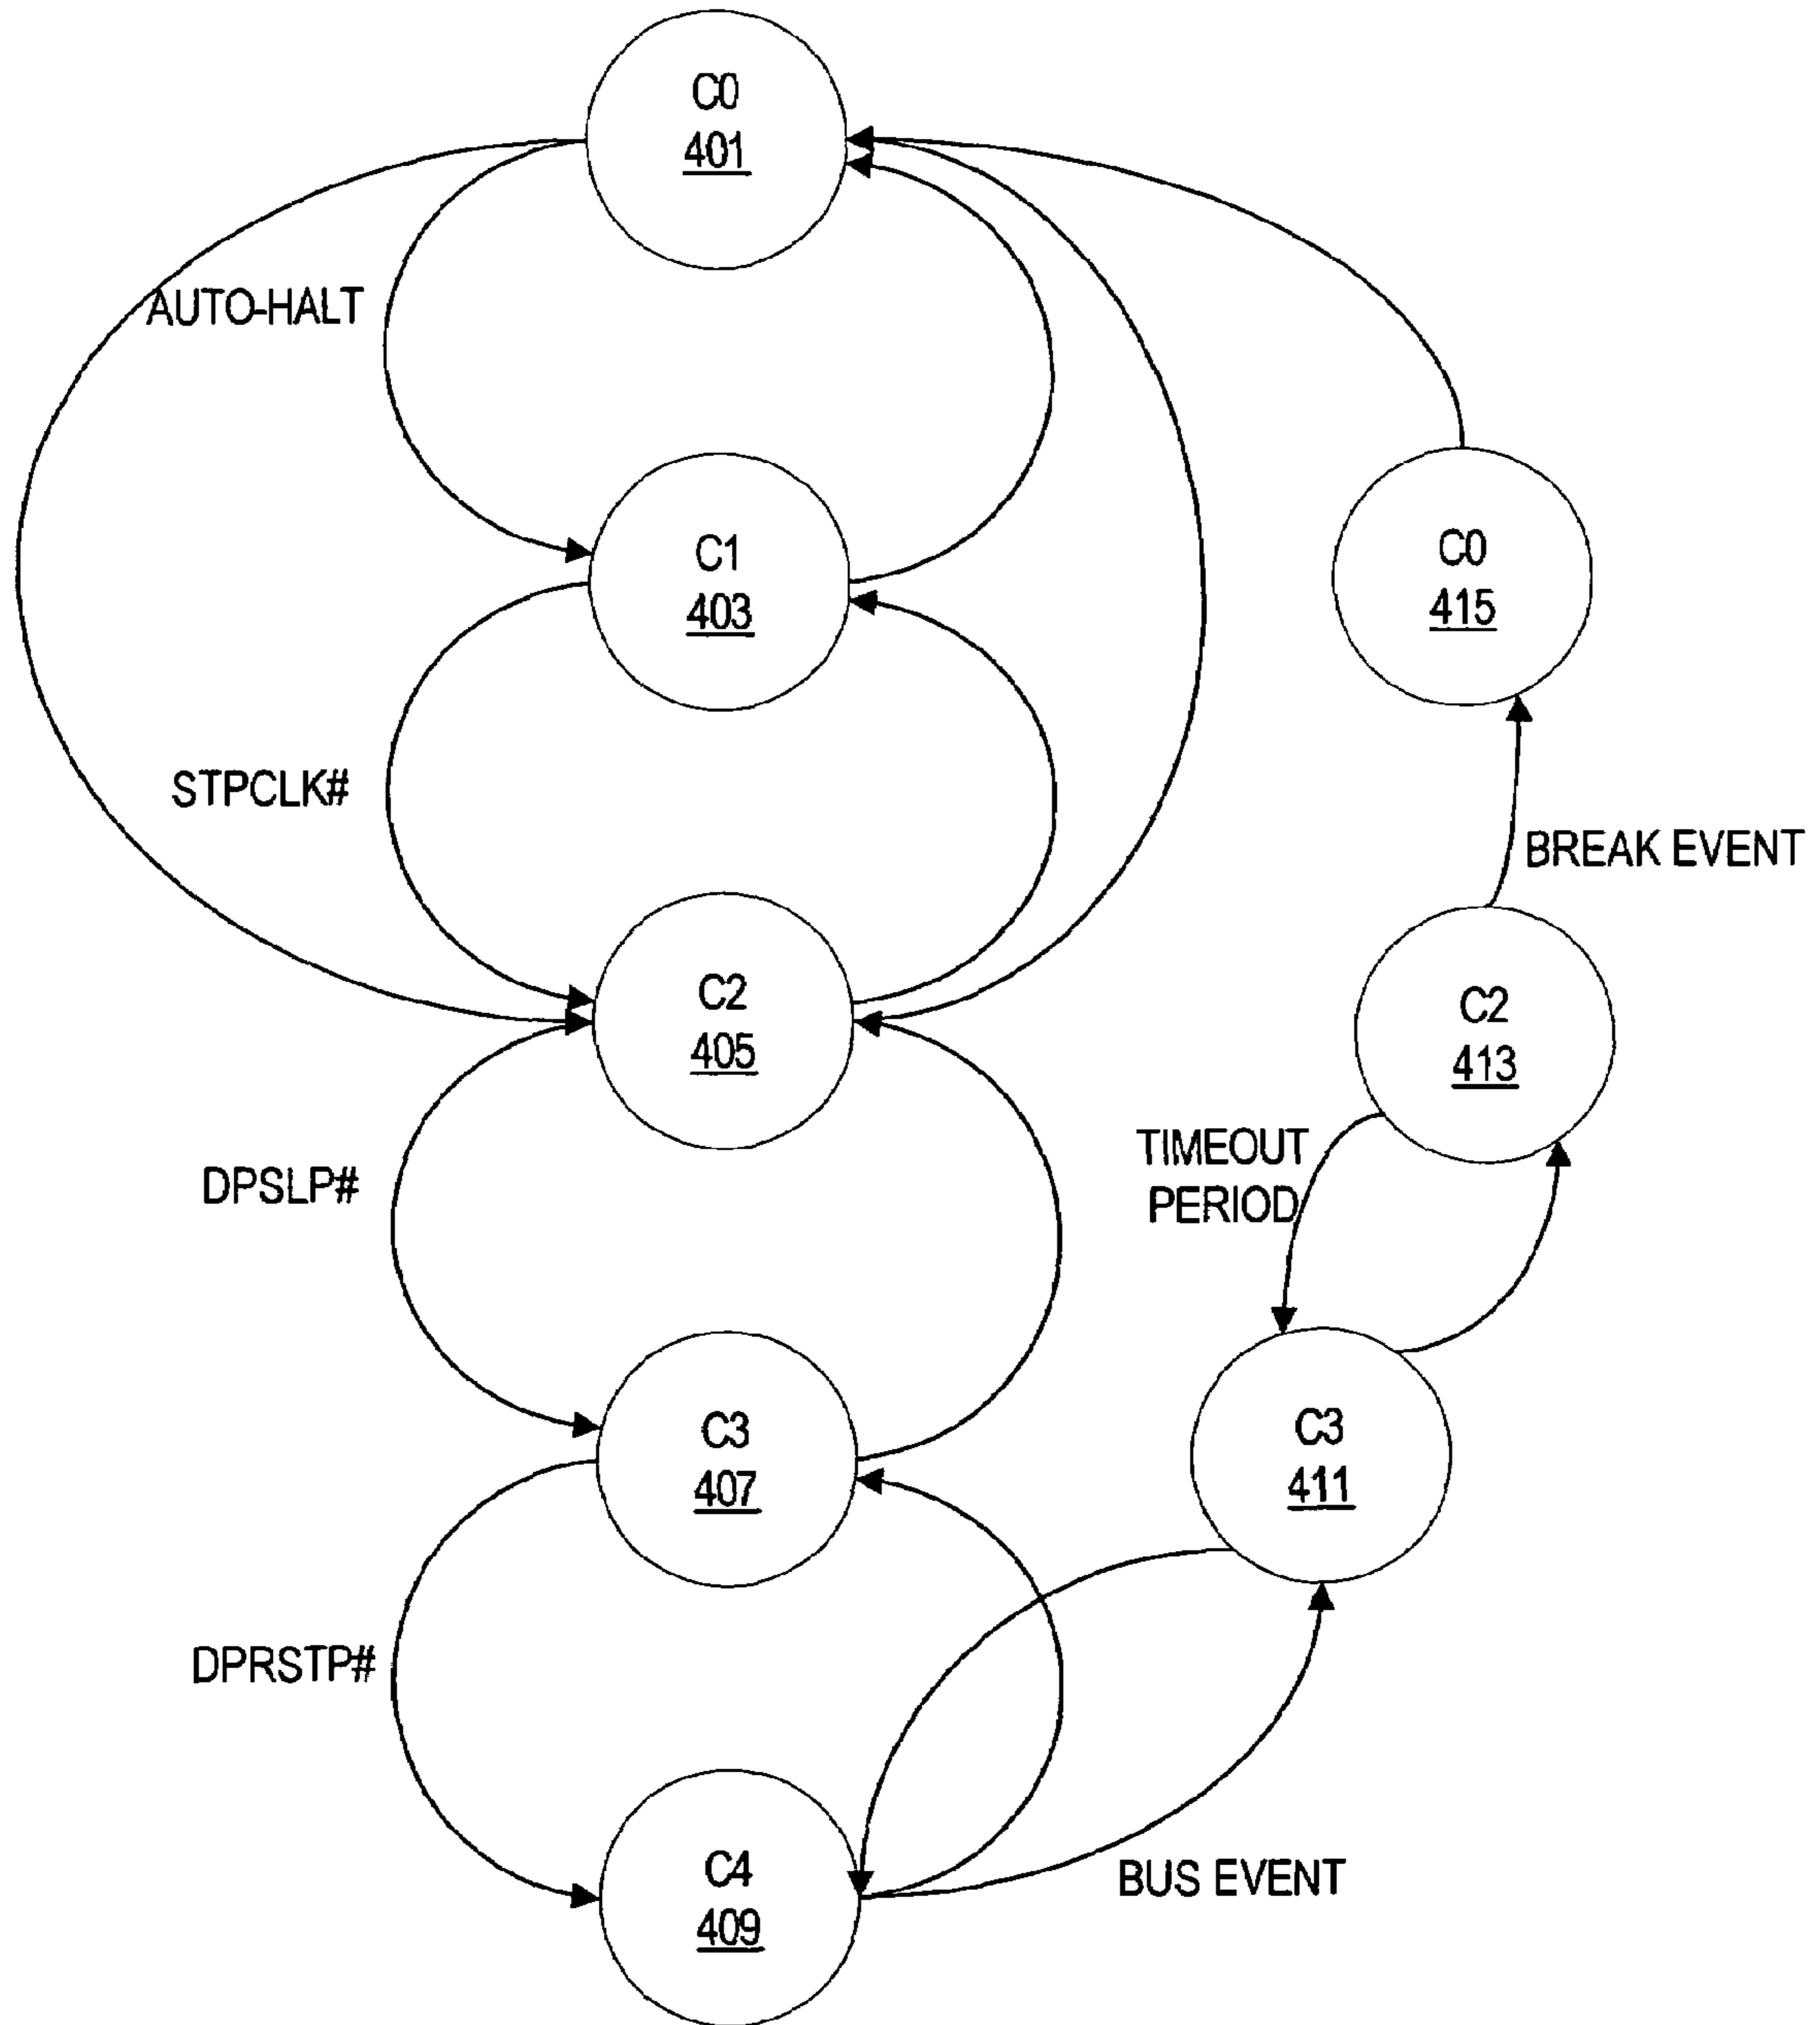 C0
401
AUTO-HALT
C1
403
C0
415
STPCLK#
BREAK EVENT
C2
405
C2
413
DPSLP#
TIMEOUT
PERIOD
C3
407
C3
411
DPRSTP#
C4
409
BUS EVENT